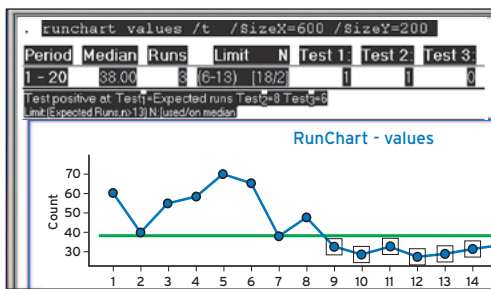 . runchart values /t /SizeX=600 /SizeY=200
Period Median Runs Limit N Test 1: Test 2: Test 3:
1 - 20 38.00 3 (6-13) [18/2] 1 1 0
Test positive at: Test1=Expected runs Test2=8 Test3=6
Limit:(Expected Runs,n>13) N:[used/on median
RunChart - values
Count
70
60
50
40
30
1 2 3 4 5 6 7 8 9 10 11 12 13 14